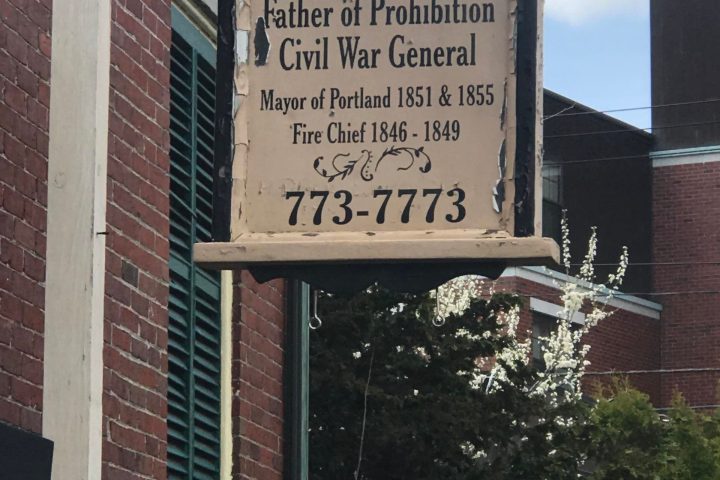 Father of Prohibition
Civil War General
Mayor of Portland 1851 & 1855
Fire Chief 1846 - 1849
773-7773